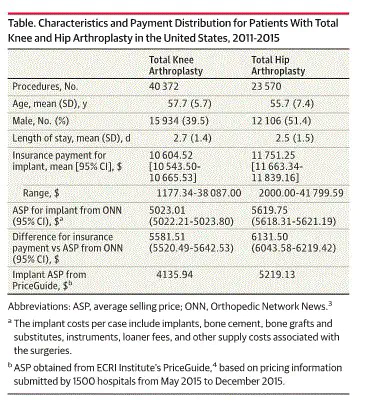 Table. Characteristics and Payment Distribution for Patients With Total
Knee and Hip Arthroplasty in the United States, 2011-2015
Total Knee Arthroplasty Total Hip Arthroplasty
Procedures, No. 40 372 23 570
Age, mean (SD), y 57.7 (5.7) 55.7 (7.4)
Male, No. (%) 15 934 (39.5) 12 106 (51.4)
Length of stay, mean (SD), d 2.7 (1.4) 2.5 (1.5)
Insurance payment for 10 604.52 11 751.25
implant, mean [95% CI], $ [10 543.50- [11 663.34-
10 665.53] 11 839.16]
Range, $ 1177.34-38 087.00 2000.00-41 799.59
ASP for implant from ONN 5023.01 5619.75
(95% CI), $a (5022.21-5023.80) (5618.31-5621.19)
Difference for insurance 5581.51 6131.50
payment vs ASP from ONN (5520.49-5642.53) (6043.58-6219.42)
(95% CI), $
Implant ASP from 4135.94 5219.13
PriceGuide, $b
Abbreviations: ASP, average selling price; ONN, Orthopedic Network News.3
a The implant costs per case include implants, bone cement, bone grafts and
substitutes, instruments, loaner fees, and other supply costs associated with
the surgeries.
b ASP obtained from ECRI Institute's PriceGuide,4 based on pricing information
submitted by 1500 hospitals from May 2015 to December 2015.